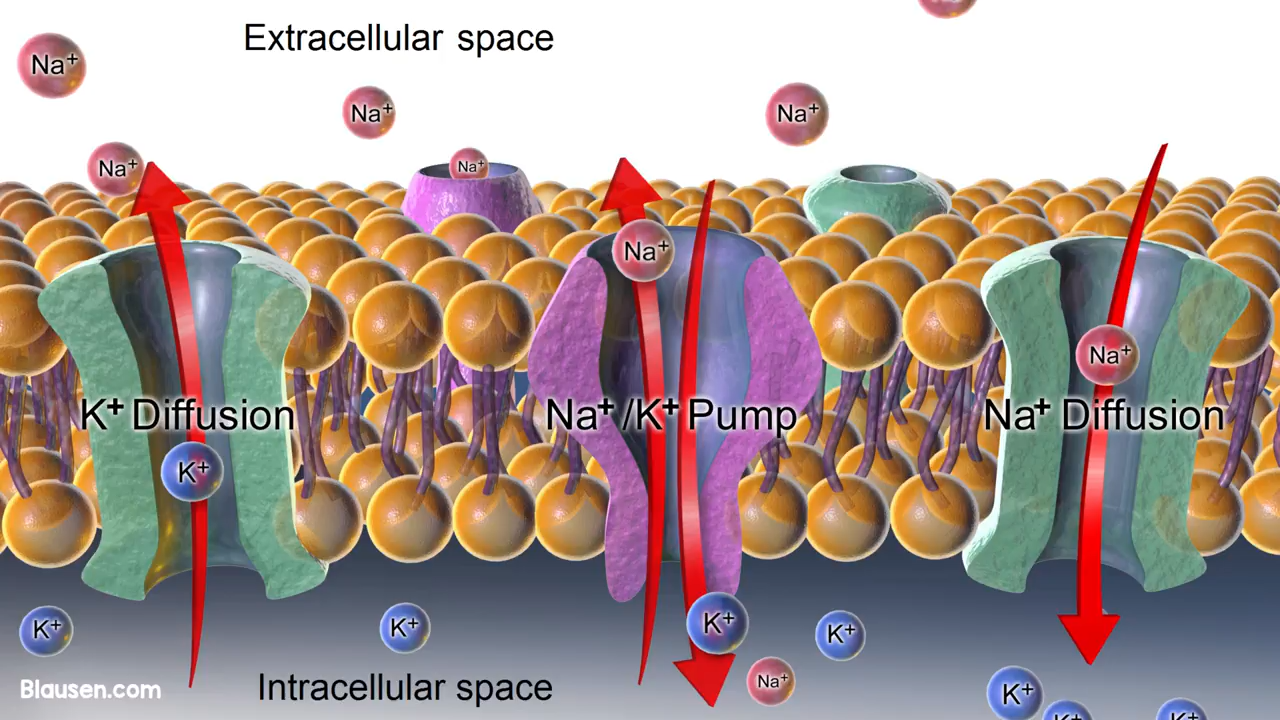 Extracellular space
Na⁺
Na⁺
Na⁺
Na⁺
Na⁺
Na⁺
Na⁺
K⁺ Diffusion
Na⁺/K⁺ Pump
Na⁺ Diffusion
K⁺
K⁺
K⁺
K⁺
K⁺
Na⁺
Intracellular space
Blausen.com
K⁺
K⁺
K⁺